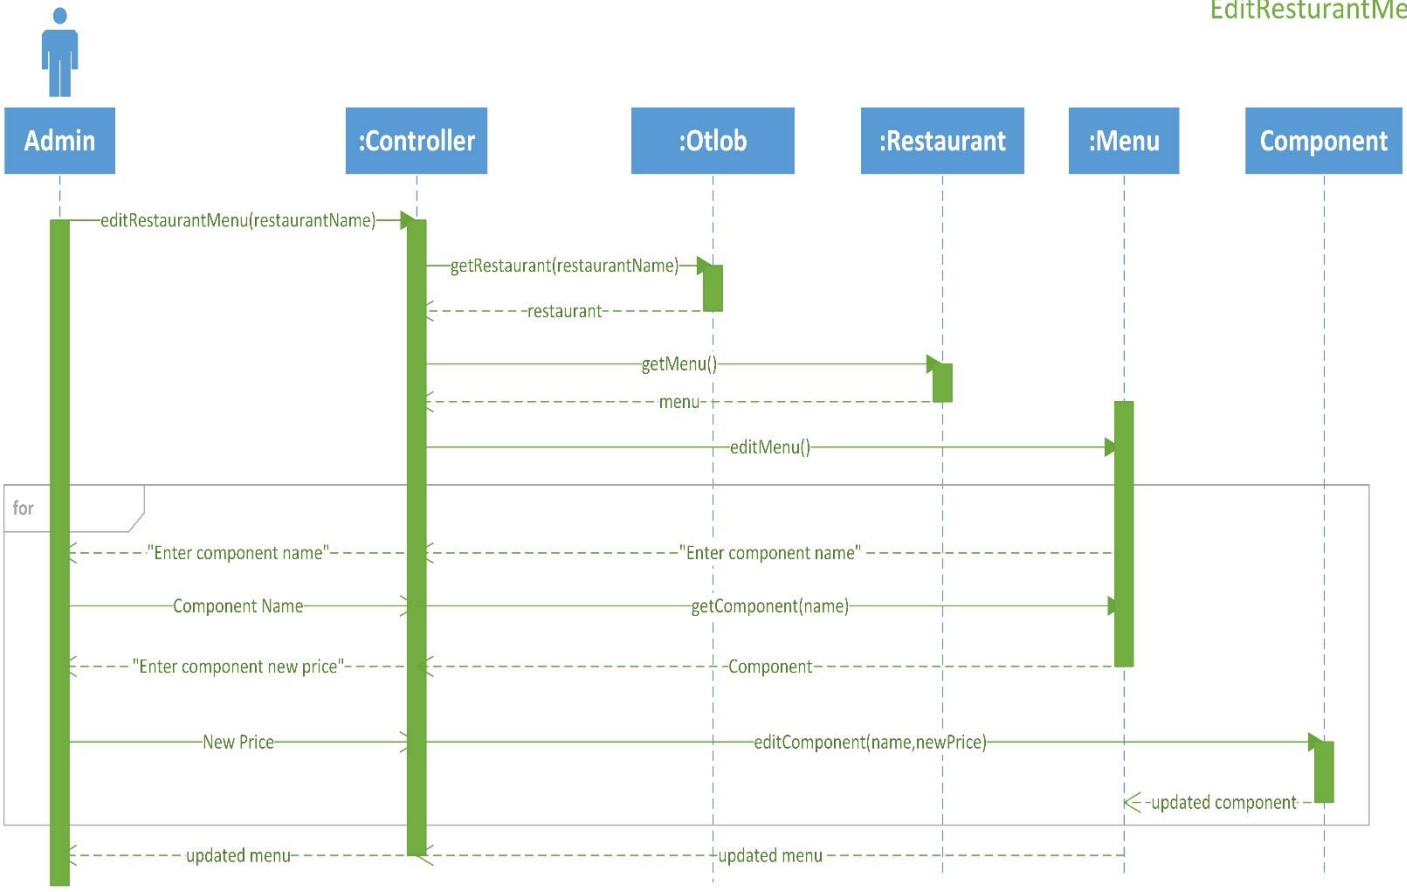 EditResturantMe
Admin
:Controller
:Otlob
:Restaurant
:Menu
Component
editRestaurantMenu(restaurantName)
getRestaurant(restaurantName)
restaurant
getMenu()
menu
editMenu()
for
"Enter component name"
"Enter component name"
Component Name
getComponent(name)
"Enter component new price"
Component
New Price
editComponent(name,newPrice)
updated component
updated menu
updated menu